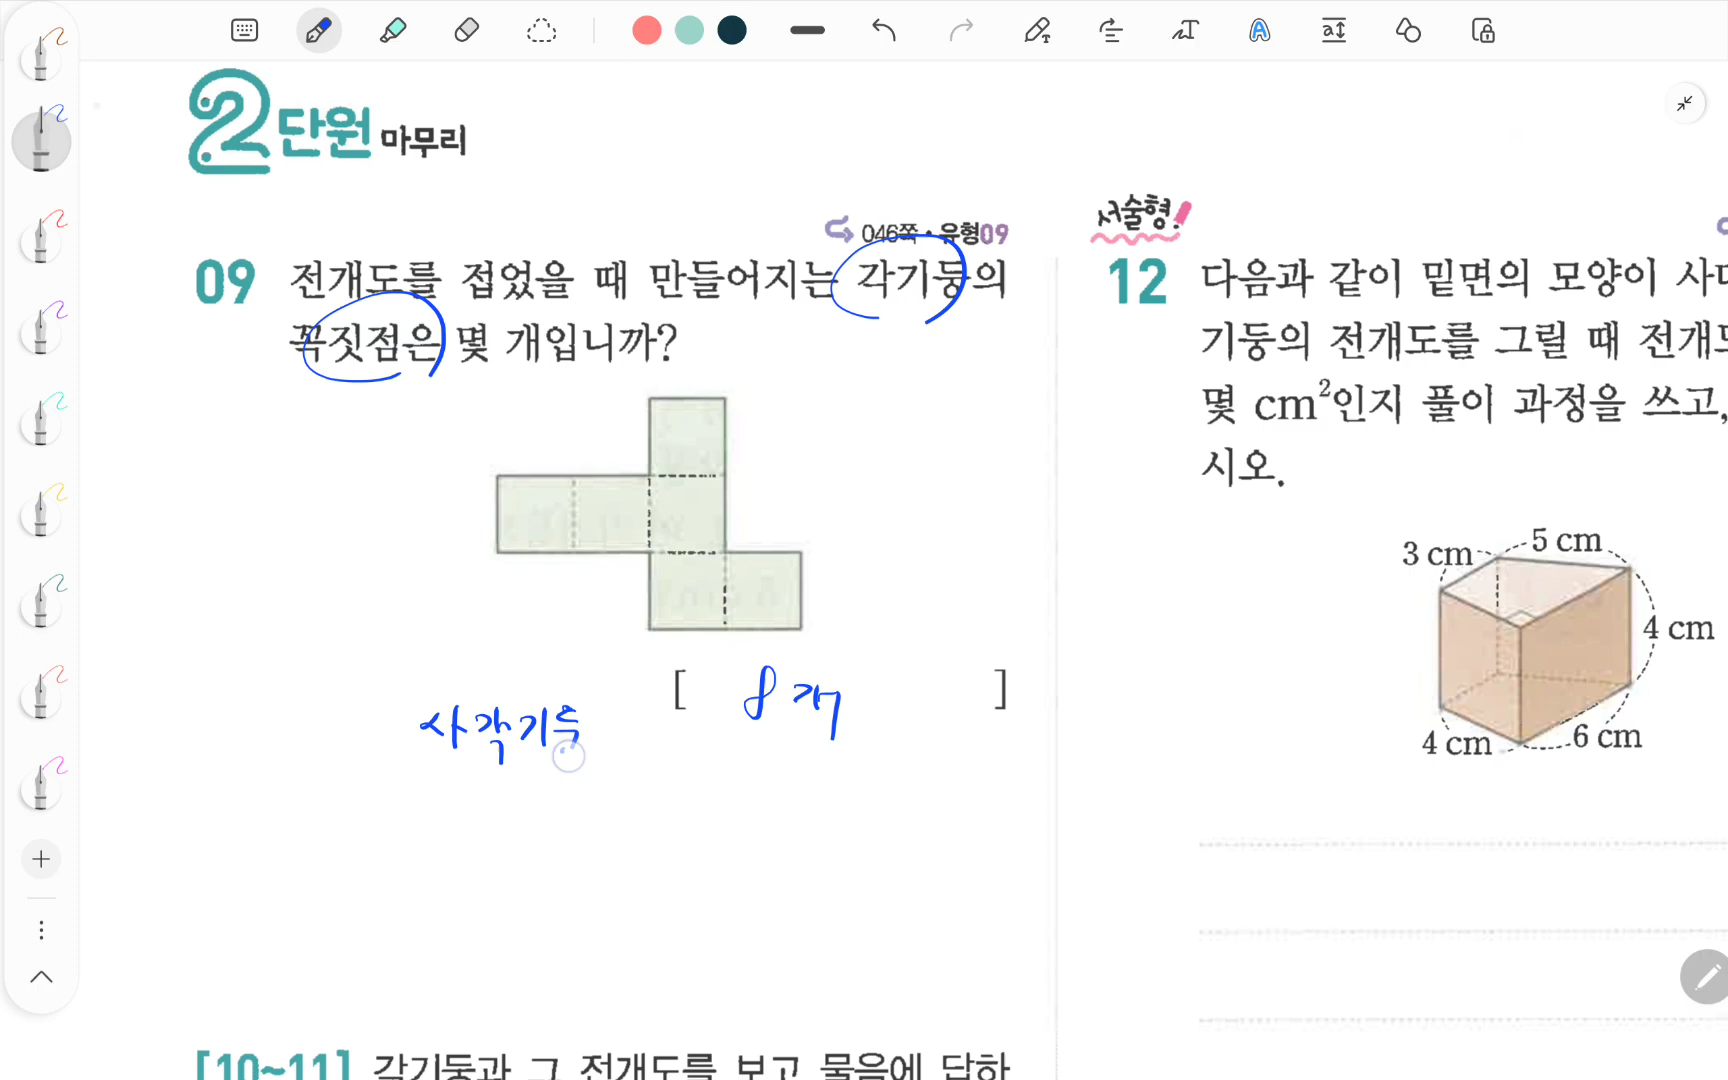 2단원 마무리
046쪽·유형09
09 전개도를 접었을 때 만들어지는 각기둥의
꼭짓점은 몇 개입니까?
[ 8개 ]
사각기둥
[10~11] 각기둥과 그 전개도를 보고 물음에 답하
서술형!
12 다음과 같이 밑면의 모양이 사다
기둥의 전개도를 그릴 때 전개도
몇 cm²인지 풀이 과정을 쓰고,
시오.
3 cm
5 cm
4 cm
4 cm
6 cm